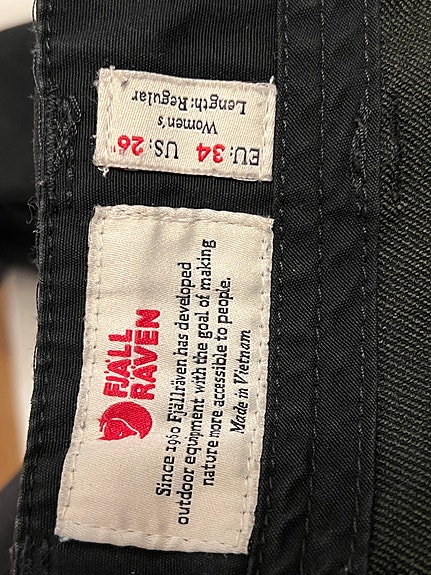 EU: 34 US: 26"
Women's
Length: Regular
FJÄLL
RÄVEN
Since 1960 Fjällräven has developed
outdoor equipment with the goal of making
nature more accessible to people.
Made in Vietnam